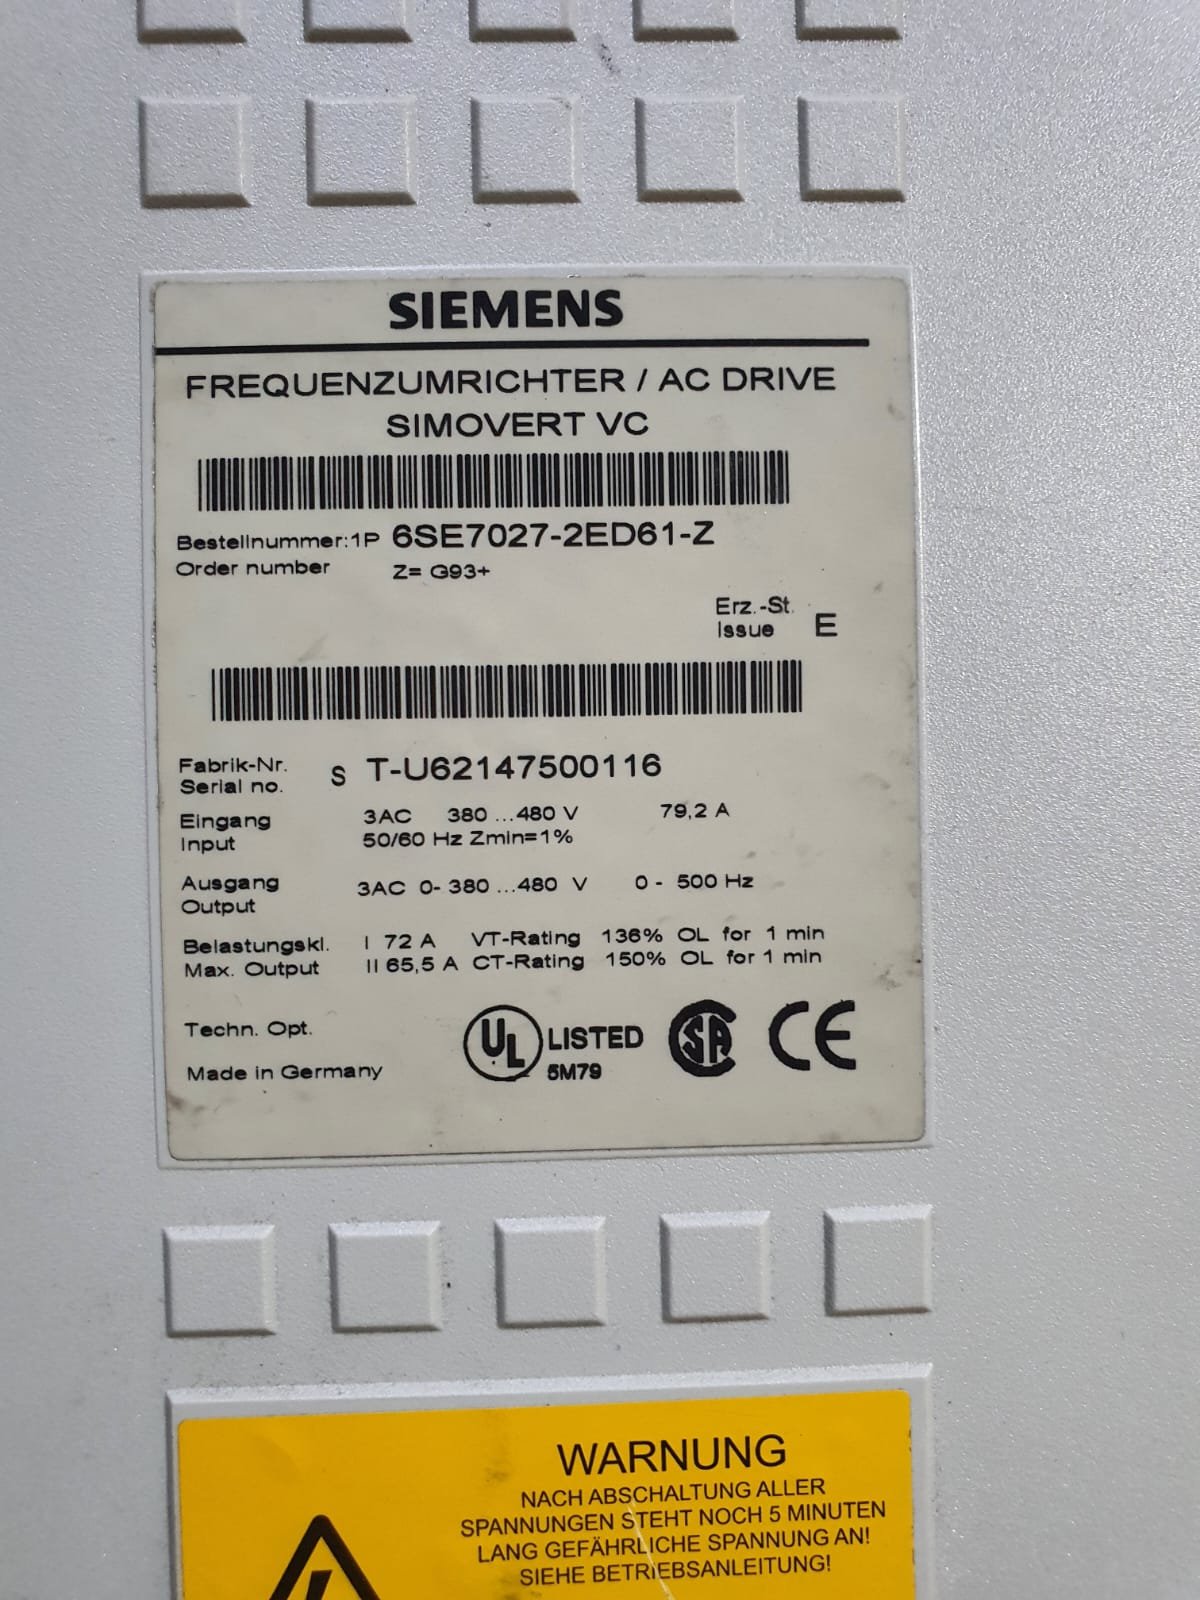 SIEMENS
FREQUENZUMRICHTER / AC DRIVE
SIMOVERT VC
Bestellnummer:1P 6SE7027-2ED61-Z
Order number Z= G93+
Erz.-St.
Issue E
Fabrik-Nr.
Serial no. S T-U62147500116
Eingang 3AC 380 ...480 V 79,2 A
Input 50/60 Hz Zmin=1%
Ausgang 3AC 0- 380 ...480 V 0 - 500 Hz
Output
Belastungskl. I 72 A VT-Rating 136% OL for 1 min
Max. Output II 65,5 A CT-Rating 150% OL for 1 min
Techn. Opt.
UL LISTED SA CE
Made in Germany 5M79
WARNUNG
NACH ABSCHALTUNG ALLER
SPANNUNGEN STEHT NOCH 5 MINUTEN
LANG GEFÄHRLICHE SPANNUNG AN!
SIEHE BETRIEBSANLEITUNG!